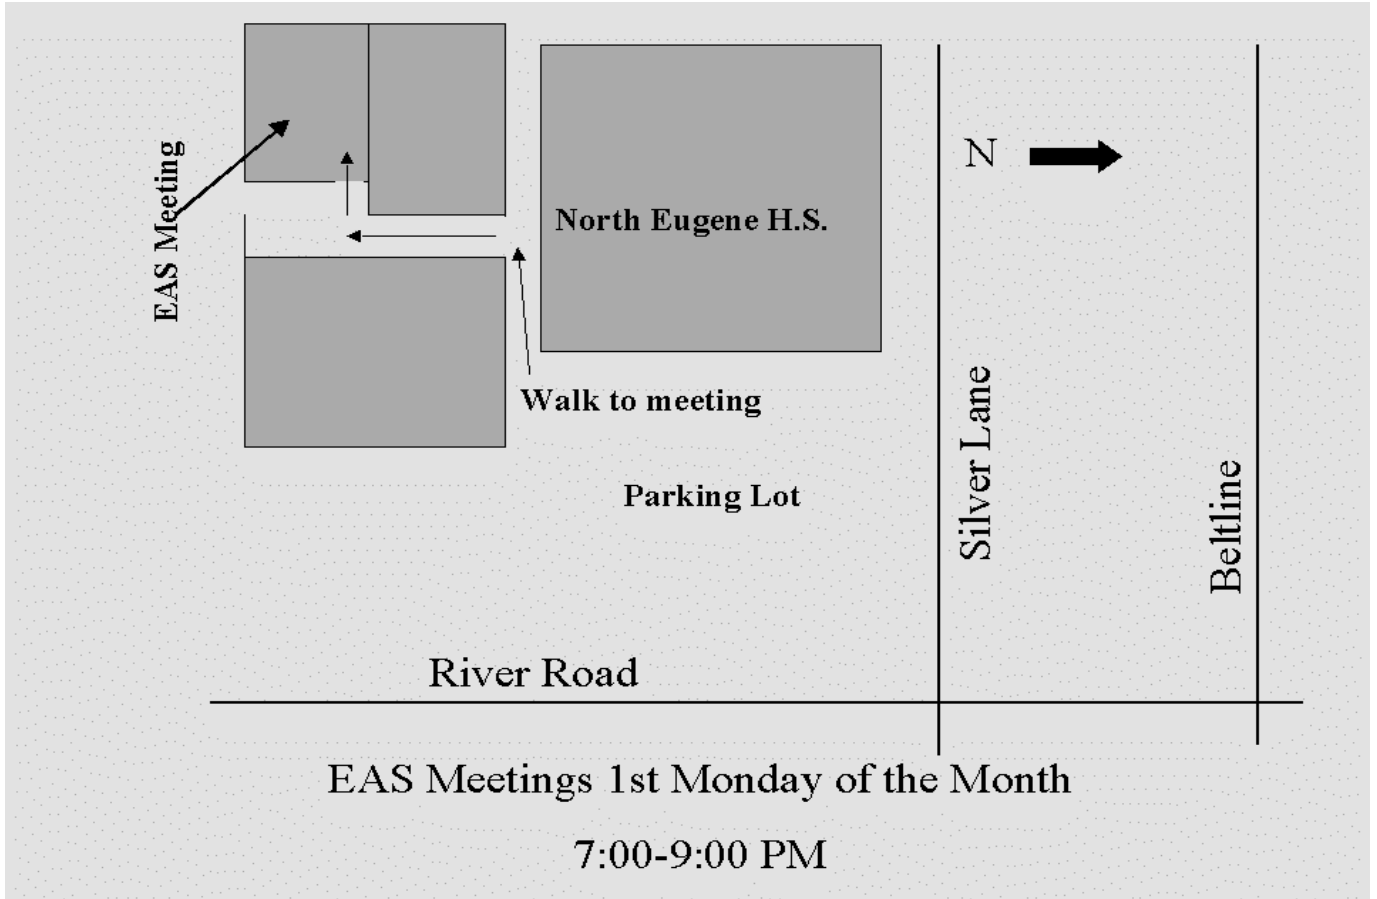 N
EAS Meeting
North Eugene H.S.
Walk to meeting
Silver Lane
Parking Lot
Beltline
River Road
EAS Meetings 1st Monday of the Month
7:00-9:00 PM